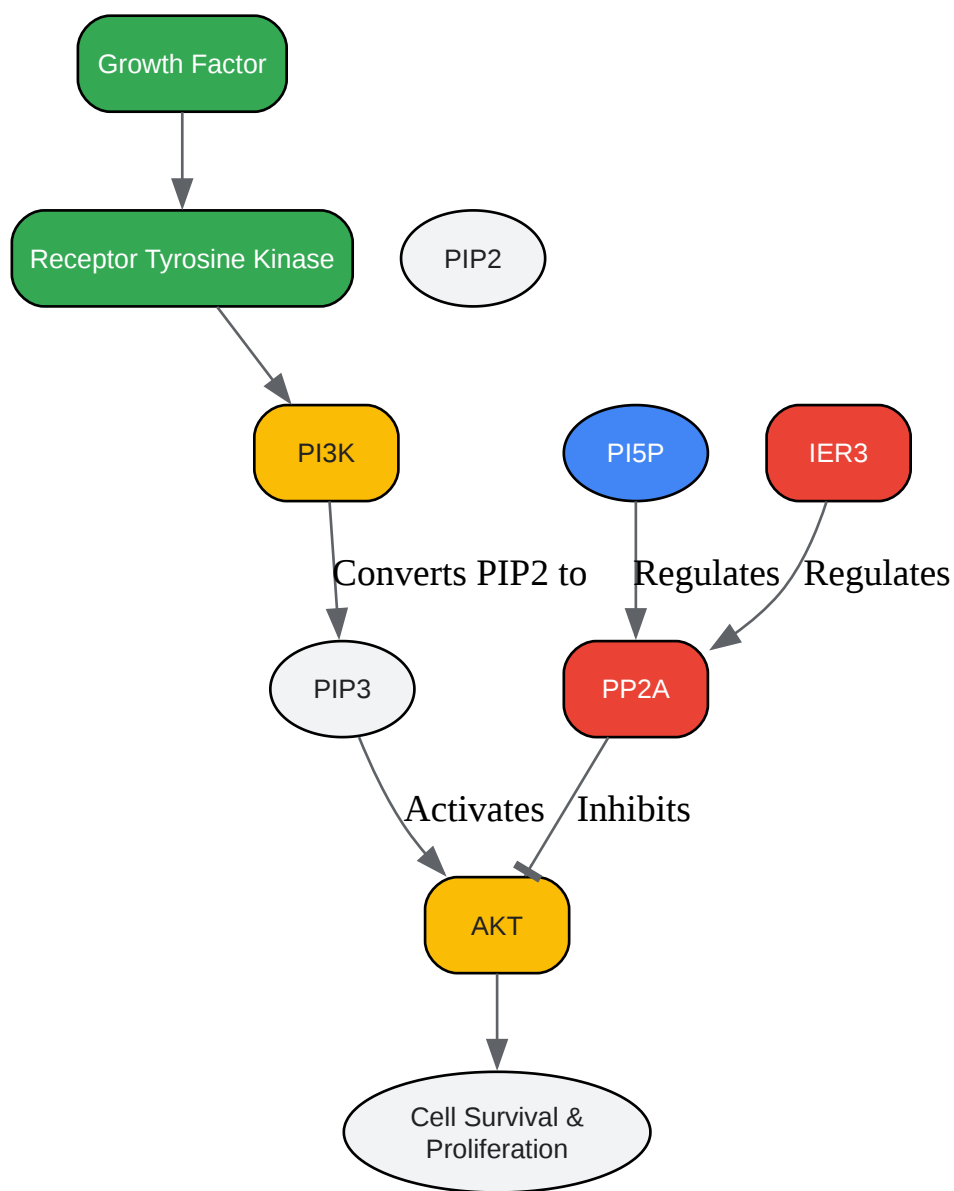 Growth Factor
Receptor Tyrosine Kinase
PIP2
PI3K
PI5P
IER3
Converts PIP2 to
Regulates
Regulates
PIP3
PP2A
Activates
Inhibits
AKT
Cell Survival &
Proliferation